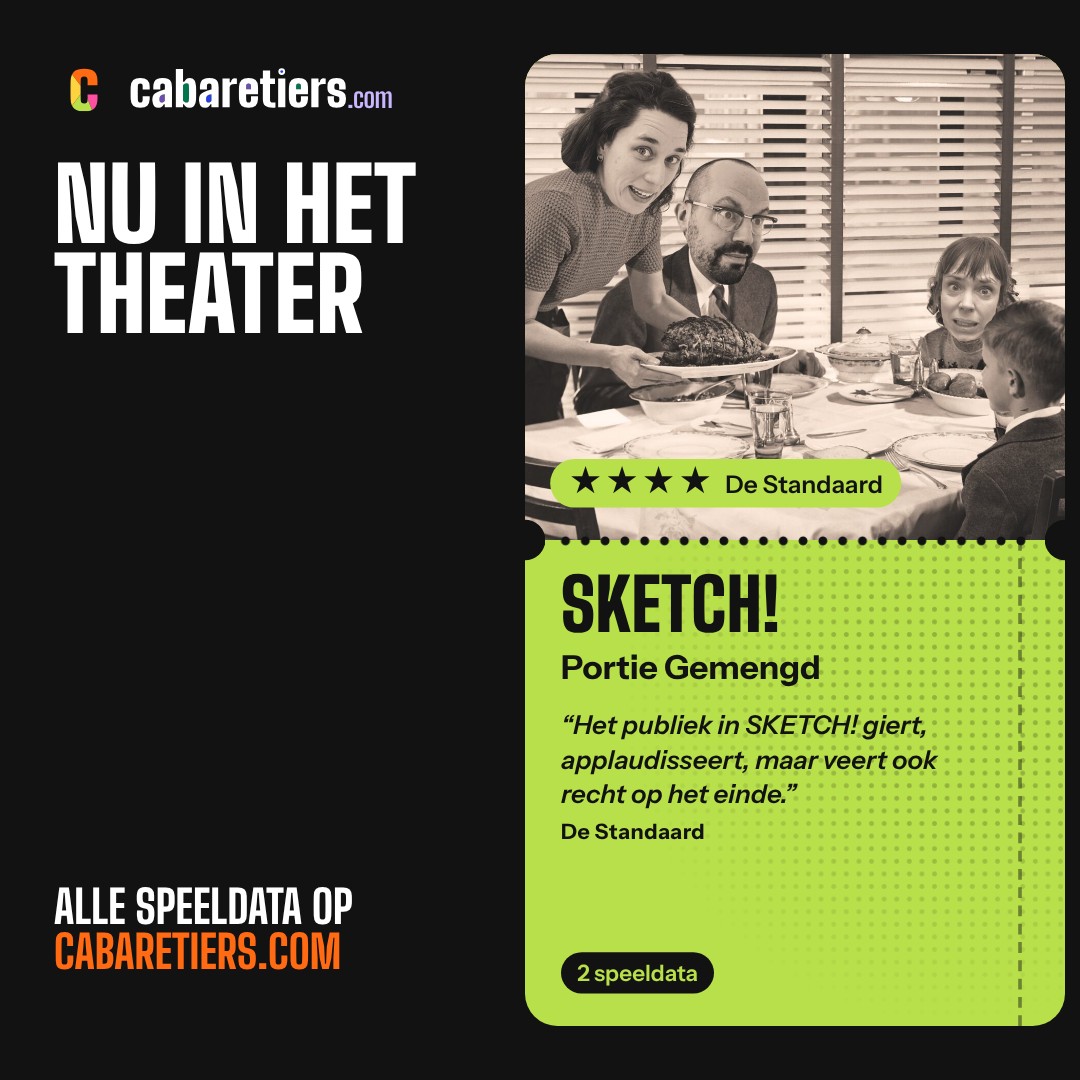 cabaretiers.com
NU IN HET
THEATER
★★★★ De Standaard
SKETCH!
Portie Gemengd
“Het publiek in SKETCH! giert,
applaudisseert, maar veert ook
recht op het einde.”
De Standaard
2 speeldata
ALLE SPEELDATA OP
CABARETIERS.COM